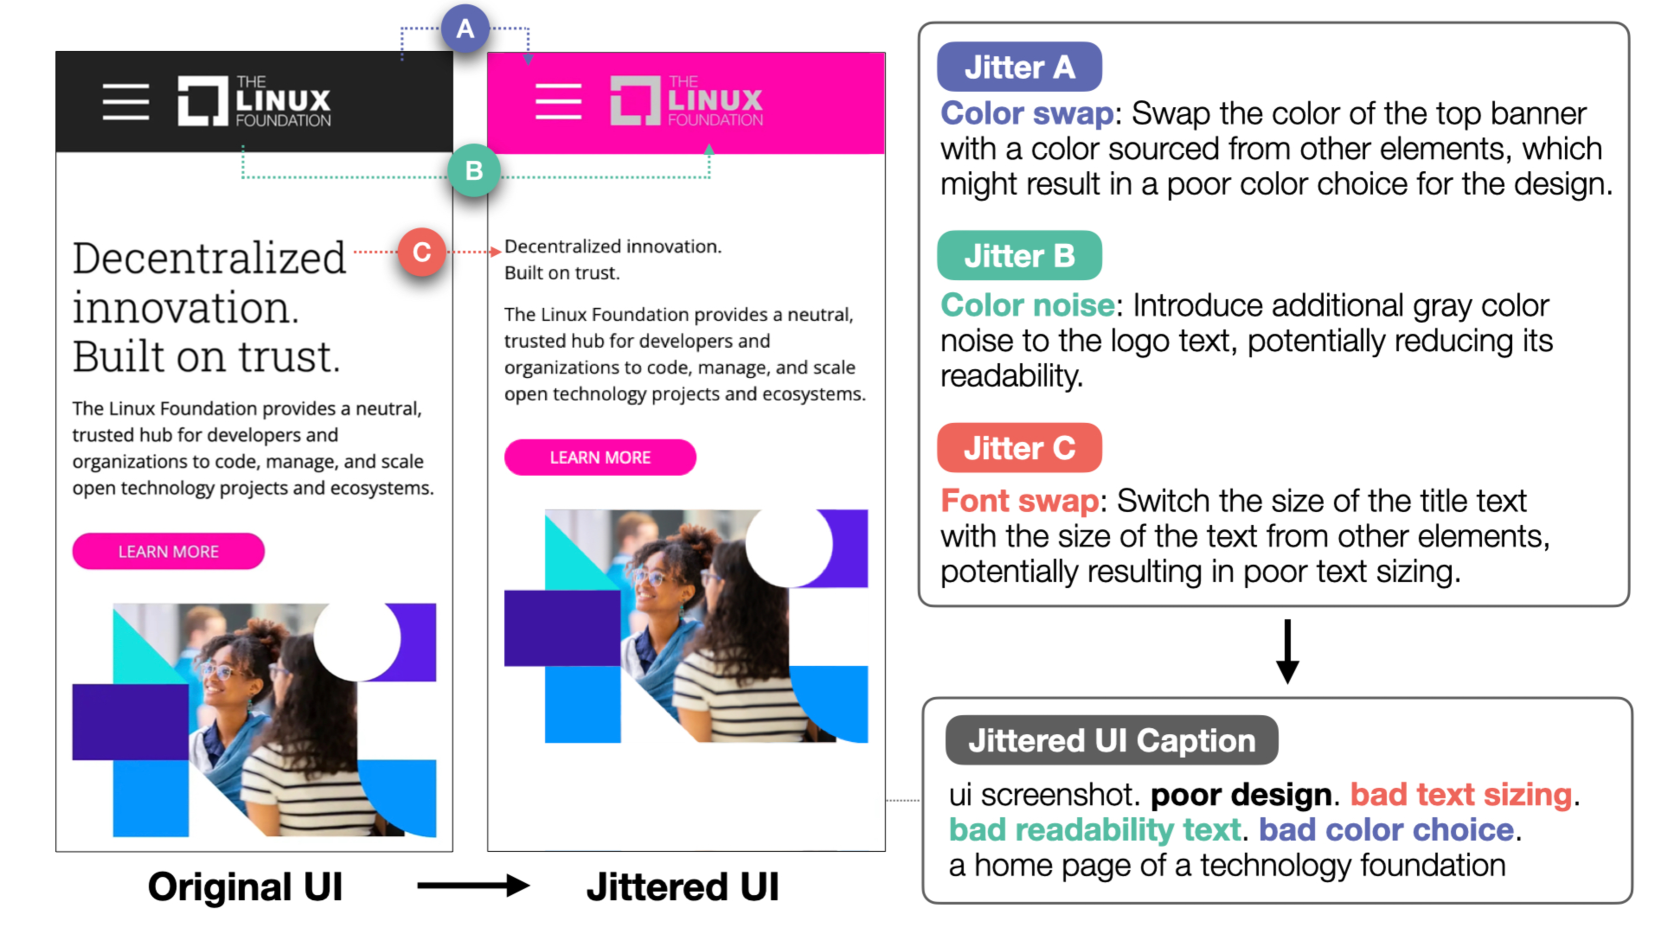 A
THE
LINUX
FOUNDATION
B
Decentralized
innovation.
Built on trust.
The Linux Foundation provides a neutral,
trusted hub for developers and
organizations to code, manage, and scale
open technology projects and ecosystems.
LEARN MORE
Original UI
C
THE
LINUX
FOUNDATION
Decentralized innovation.
Built on trust.
The Linux Foundation provides a neutral,
trusted hub for developers and
organizations to code, manage, and scale
open technology projects and ecosystems.
LEARN MORE
Jittered UI
Jitter A
Color swap: Swap the color of the top banner
with a color sourced from other elements, which
might result in a poor color choice for the design.
Jitter B
Color noise: Introduce additional gray color
noise to the logo text, potentially reducing its
readability.
Jitter C
Font swap: Switch the size of the title text
with the size of the text from other elements,
potentially resulting in poor text sizing.
Jittered UI Caption
ui screenshot. poor design. bad text sizing.
bad readability text. bad color choice.
a home page of a technology foundation